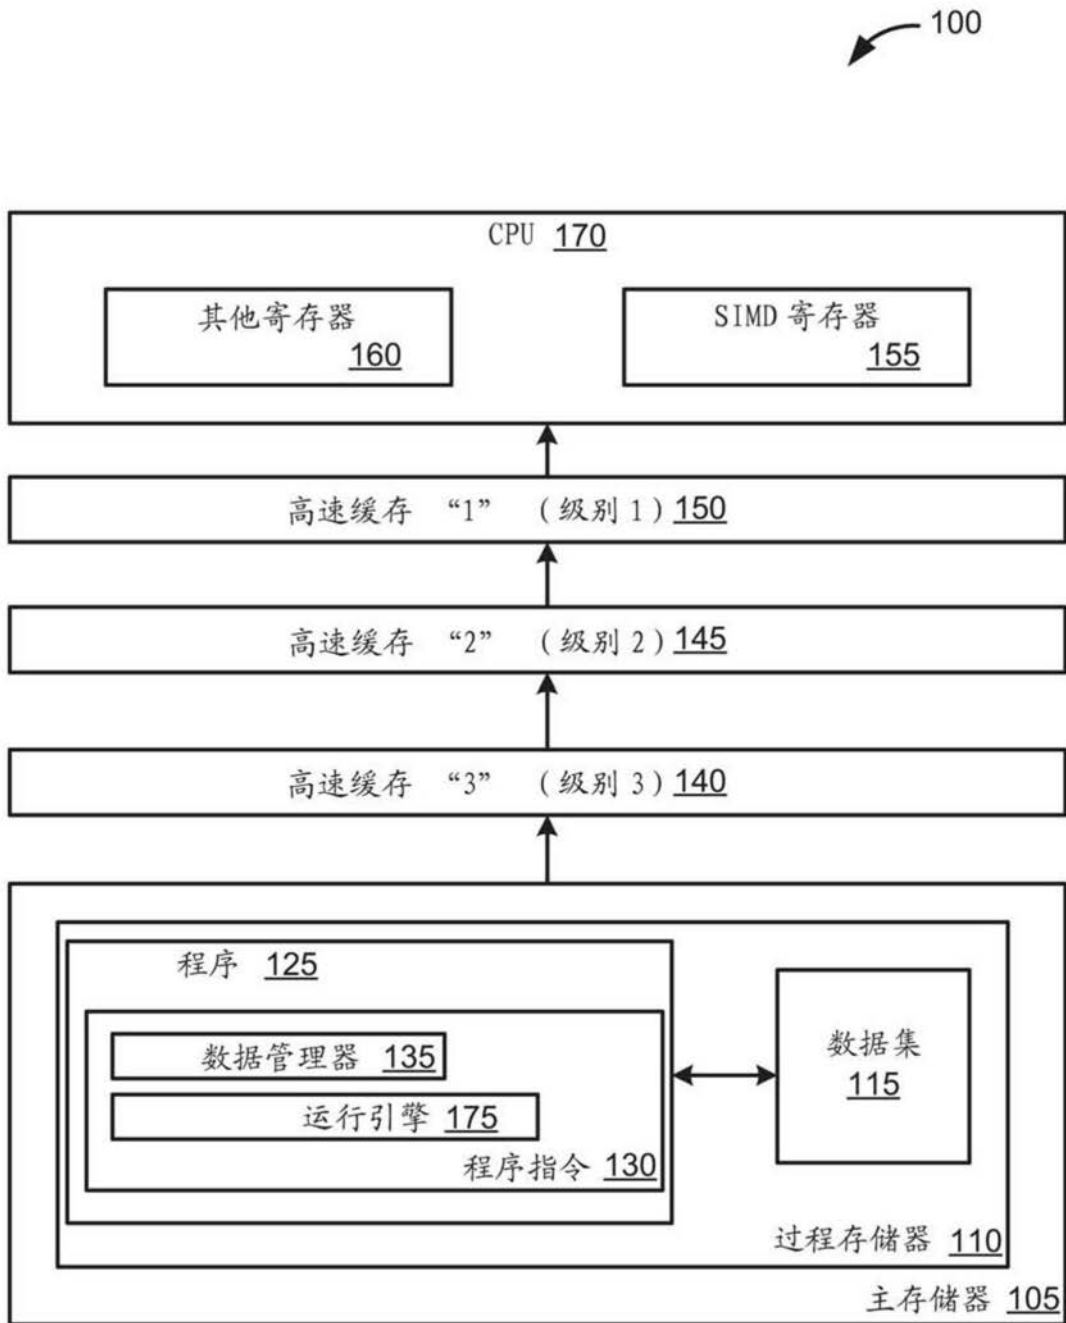 100
CPU 170
其他寄存器
160
SIMD 寄存器
155
高速缓存 “1” (级别 1) 150
高速缓存 “2” (级别 2) 145
高速缓存 “3” (级别 3) 140
程序 125
数据管理器 135
运行引擎 175
程序指令 130
数据集
115
过程存储器 110
主存储器 105